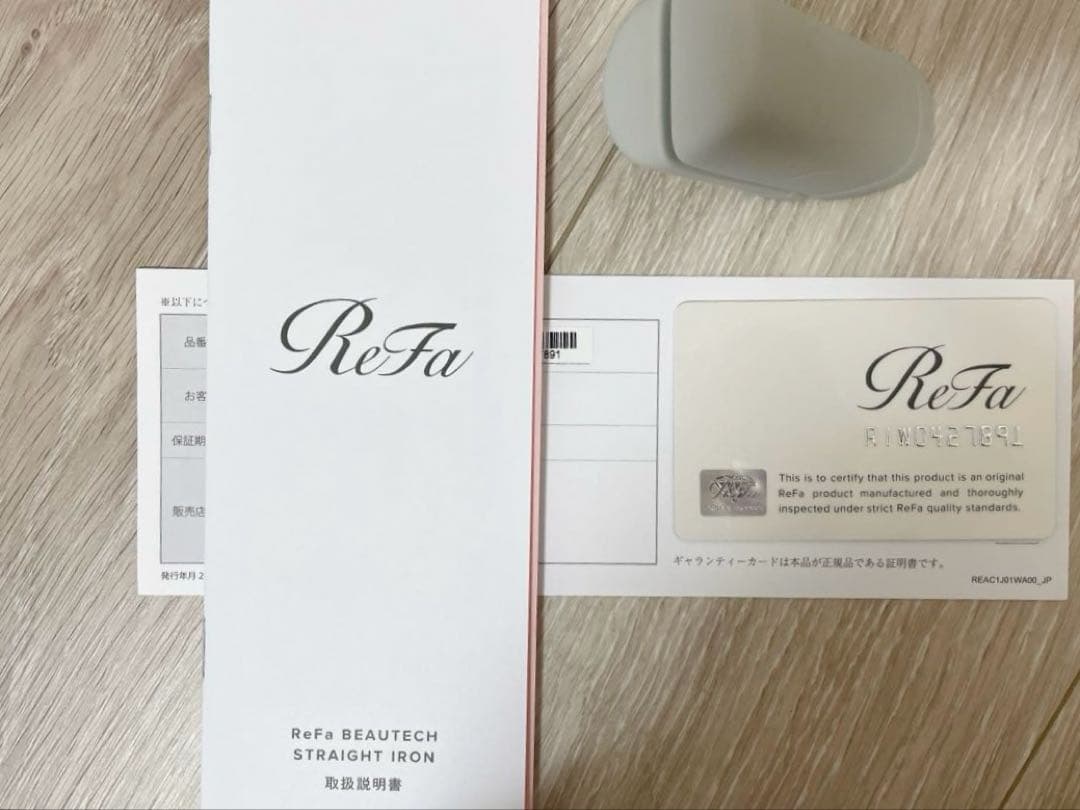 ReFa
ReFa BEAUTECH
STRAIGHT IRON
取扱説明書
※以下に
品番
お客
保証期
販売店
発行年月 2
7891
ReFa
This is to certify that this product is an original
ReFa product manufactured and thoroughly
inspected under strict ReFa quality standards.
ギャランティーカードは本品が正規品である証明書です。
REAC1J01WA00_JP